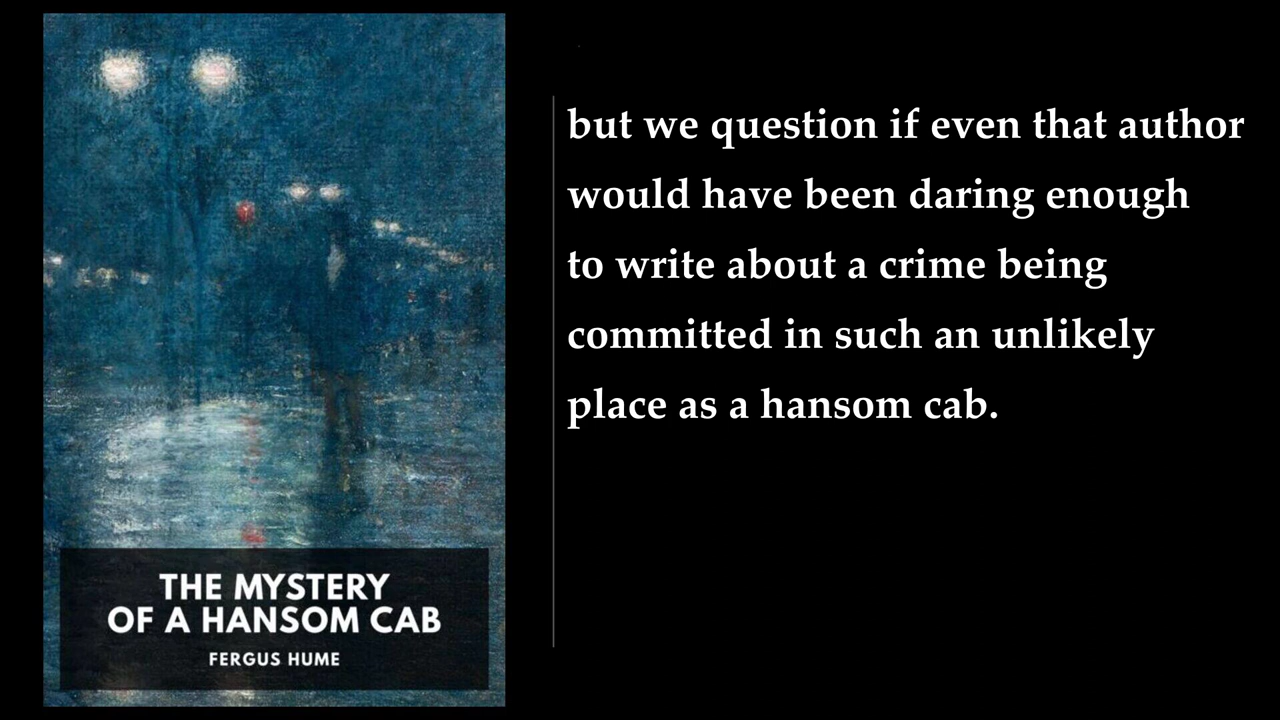 but we question if even that author
would have been daring enough
to write about a crime being
committed in such an unlikely
place as a hansom cab.
THE MYSTERY
OF A HANSOM CAB
FERGUS HUME